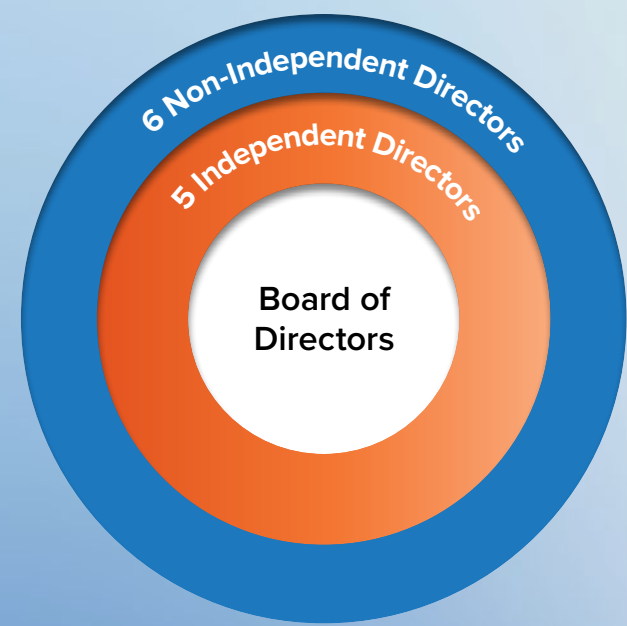 6 Non-Independent Directors
5 Independent Directors
Board of
Directors